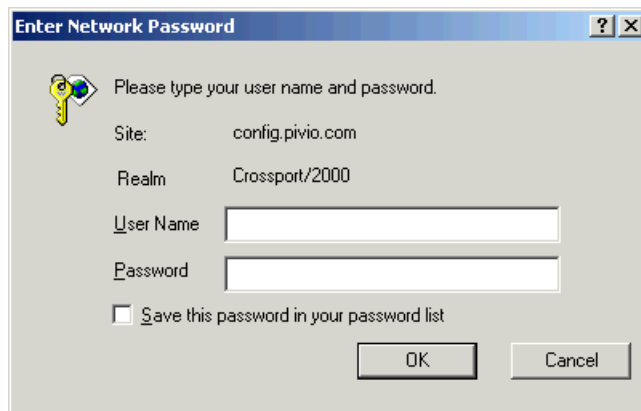 Enter Network Password
Please type your user name and password.
Site: config.pivio.com
Realm Crossport/2000
User Name
Password
Save this password in your password list
OK Cancel